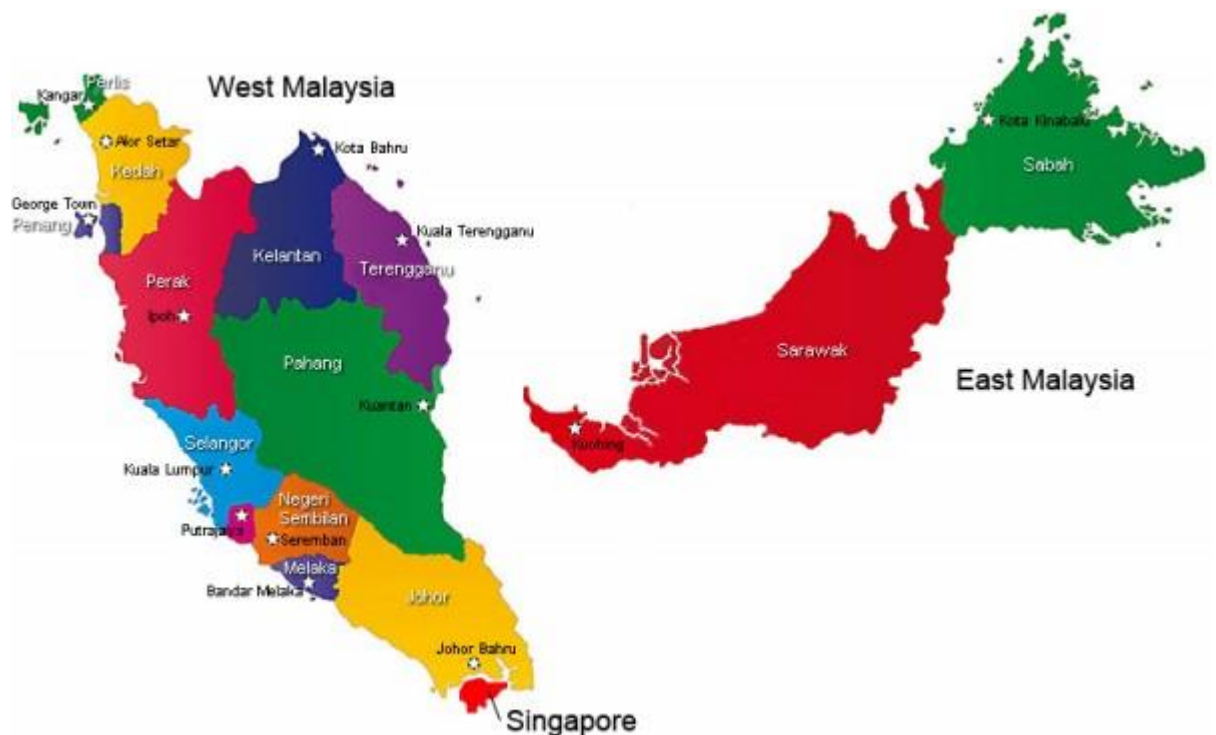 West Malaysia
Perlis
Kangar
Alor Setar
Kedah
George Town
Penang
Kota Bahru
Kuala Terengganu
Kelantan
Terengganu
Perak
Ipoh
Pahang
Kuantan
Selangor
Kuala Lumpur
Negeri
Sembilan
Putrajaya
Seremban
Melaka
Bandar Melaka
Johor
Johor Bahru
Singapore
Kota Kinabalu
Sabah
Sarawak
East Malaysia
Kuching